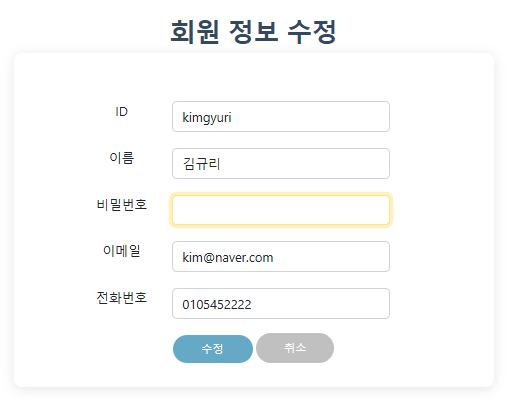 회원 정보 수정
ID kimgyuri
이름 김규리
비밀번호
이메일 kim@naver.com
전화번호 0105452222
수정 취소